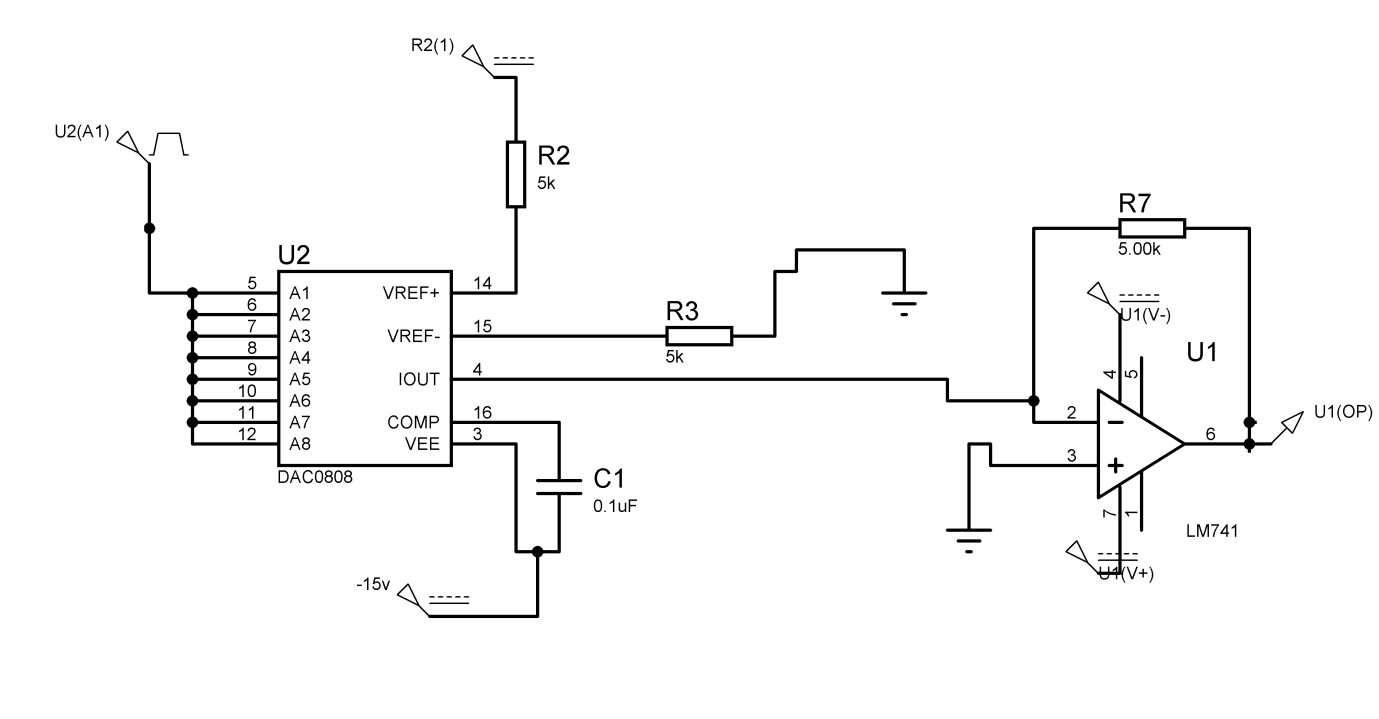 R2(1)
U2(A1)
R2
5k
R7
5.00k
U2
5 A1
6 A2
7 A3
8 A4
9 A5
10 A6
11 A7
12 A8
VREF+ 14
VREF- 15
IOUT 4
COMP 16
VEE 3
DAC0808
R3
5k
C1
0.1uF
-15v
U1(V-)
U1
4
5
2
3
6
7
1
U1(OP)
LM741
U1(V+)